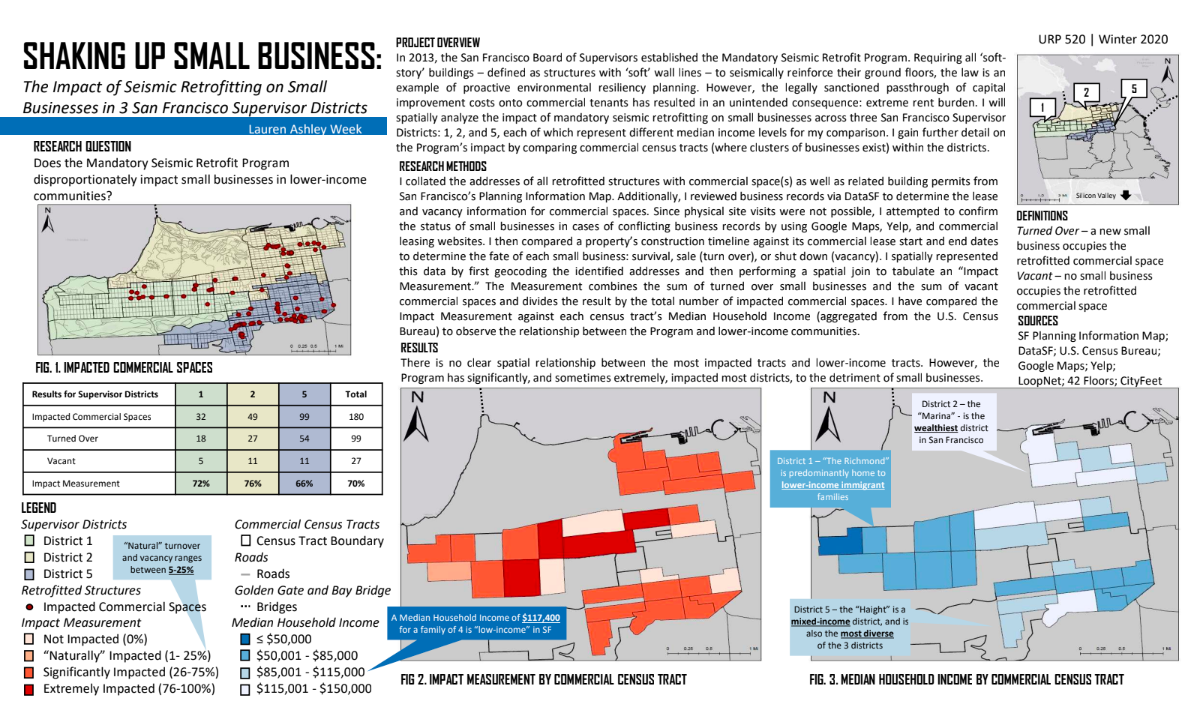 SHAKING UP SMALL BUSINESS:
The Impact of Seismic Retrofitting on Small
Businesses in 3 San Francisco Supervisor Districts
Lauren Ashley Week
RESEARCH QUESTION
Does the Mandatory Seismic Retrofit Program
disproportionately impact small businesses in lower-income
communities?
0 0.25 0.5 1 Mi
FIG. 1. IMPACTED COMMERCIAL SPACES
Results for Supervisor Districts 1 2 5 Total
Impacted Commercial Spaces 32 49 99 180
Turned Over 18 27 54 99
Vacant 5 11 11 27
Impact Measurement 72% 76% 66% 70%
LEGEND
Supervisor Districts
District 1
District 2
District 5
Retrofitted Structures
Impacted Commercial Spaces
Impact Measurement
Not Impacted (0%)
"Naturally" Impacted (1- 25%)
Significantly Impacted (26-75%)
Extremely Impacted (76-100%)
"Natural" turnover
and vacancy ranges
between 5-25%
Commercial Census Tracts
Census Tract Boundary
Roads
Roads
Golden Gate and Bay Bridge
Bridges
Median Household Income
≤ $50,000
$50,001 - $85,000
$85,001 - $115,000
$115,001 - $150,000
PROJECT OVERVIEW
In 2013, the San Francisco Board of Supervisors established the Mandatory Seismic Retrofit Program. Requiring all 'soft-
story' buildings – defined as structures with 'soft' wall lines – to seismically reinforce their ground floors, the law is an
example of proactive environmental resiliency planning. However, the legally sanctioned passthrough of capital
improvement costs onto commercial tenants has resulted in an unintended consequence: extreme rent burden. I will
spatially analyze the impact of mandatory seismic retrofitting on small businesses across three San Francisco Supervisor
Districts: 1, 2, and 5, each of which represent different median income levels for my comparison. I gain further detail on
the Program's impact by comparing commercial census tracts (where clusters of businesses exist) within the districts.
RESEARCH METHODS
I collated the addresses of all retrofitted structures with commercial space(s) as well as related building permits from
San Francisco's Planning Information Map. Additionally, I reviewed business records via DataSF to determine the lease
and vacancy information for commercial spaces. Since physical site visits were not possible, I attempted to confirm
the status of small businesses in cases of conflicting business records by using Google Maps, Yelp, and commercial
leasing websites. I then compared a property's construction timeline against its commercial lease start and end dates
to determine the fate of each small business: survival, sale (turn over), or shut down (vacancy). I spatially represented
this data by first geocoding the identified addresses and then performing a spatial join to tabulate an "Impact
Measurement." The Measurement combines the sum of turned over small businesses and the sum of vacant
commercial spaces and divides the result by the total number of impacted commercial spaces. I have compared the
Impact Measurement against each census tract's Median Household Income (aggregated from the U.S. Census
Bureau) to observe the relationship between the Program and lower-income communities.
RESULTS
There is no clear spatial relationship between the most impacted tracts and lower-income tracts. However, the
Program has significantly, and sometimes extremely, impacted most districts, to the detriment of small businesses.
N
A Median Household Income of $117,400
for a family of 4 is "low-income" in SF
0 0.25 0.5 1 Mi
FIG 2. IMPACT MEASUREMENT BY COMMERCIAL CENSUS TRACT
N
District 2 – the
"Marina" - is the
wealthiest district
in San Francisco
District 1 – "The Richmond"
is predominantly home to
lower-income immigrant
families
District 5 – the "Haight" is a
mixed-income district, and is
also the most diverse
of the 3 districts
0 0.25 0.5 1 Mi
FIG. 3. MEDIAN HOUSEHOLD INCOME BY COMMERCIAL CENSUS TRACT
URP 520 | Winter 2020
N
1
2
5
Silicon Valley
DEFINITIONS
Turned Over – a new small
business occupies the
retrofitted commercial space
Vacant – no small business
occupies the retrofitted
commercial space
SOURCES
SF Planning Information Map;
DataSF; U.S. Census Bureau;
Google Maps; Yelp;
LoopNet; 42 Floors; CityFeet